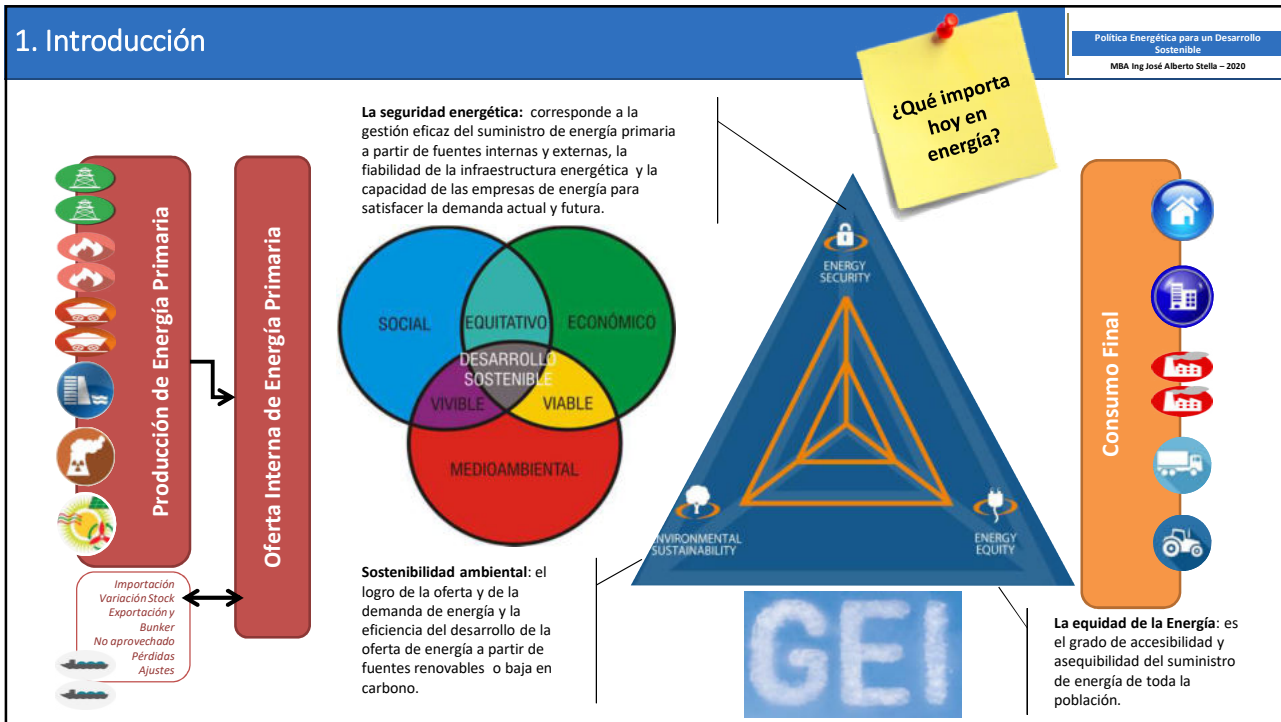 1. Introducción
Política Energética para un Desarrollo
Sostenible
MBA Ing José Alberto Stella – 2020
¿Qué importa
hoy en
energía?
La seguridad energética: corresponde a la
gestión eficaz del suministro de energía primaria
a partir de fuentes internas y externas, la
fiabilidad de la infraestructura energética y la
capacidad de las empresas de energía para
satisfacer la demanda actual y futura.
Producción de Energía Primaria
Oferta Interna de Energía Primaria
SOCIAL
EQUITATIVO
ECONÓMICO
DESARROLLO
SOSTENIBLE
VIVIBLE
VIABLE
MEDIOAMBIENTAL
ENERGY
SECURITY
ENVIRONMENTAL
SUSTAINABILITY
ENERGY
EQUITY
Consumo Final
Importación
Variación Stock
Exportación y
Bunker
No aprovechado
Pérdidas
Ajustes
Sostenibilidad ambiental: el
logro de la oferta y de la
demanda de energía y la
eficiencia del desarrollo de la
oferta de energía a partir de
fuentes renovables o baja en
carbono.
GEI
La equidad de la Energía: es
el grado de accesibilidad y
asequibilidad del suministro
de energía de toda la
población.